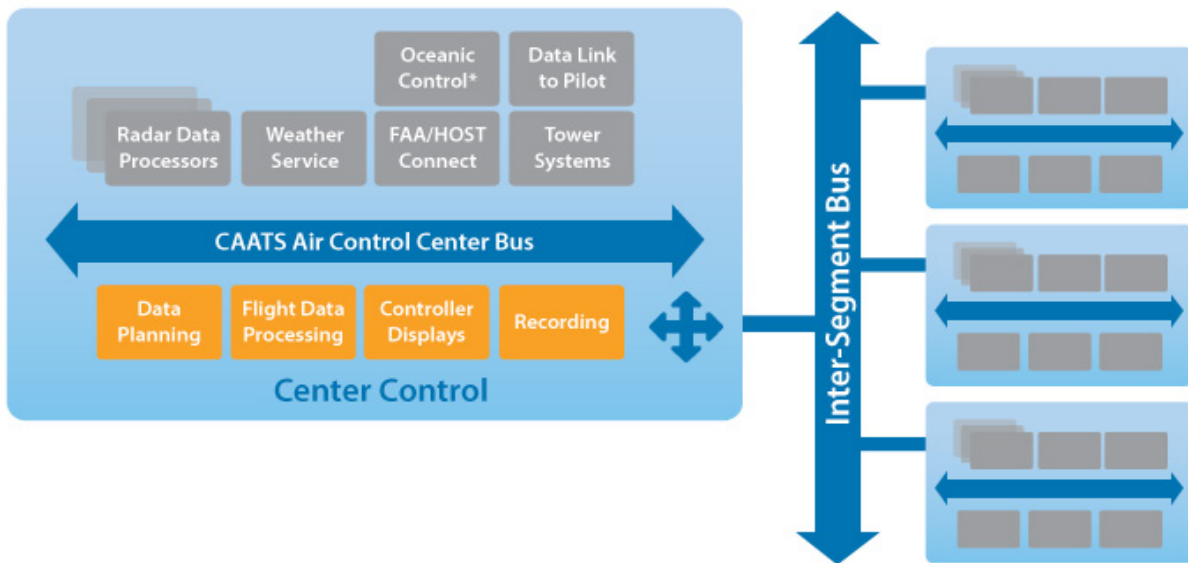 Oceanic
Control*
Data Link
to Pilot
Radar Data
Processors
Weather
Service
FAA/HOST
Connect
Tower
Systems
CAATS Air Control Center Bus
Data
Planning
Flight Data
Processing
Controller
Displays
Recording
Center Control
Inter-Segment Bus